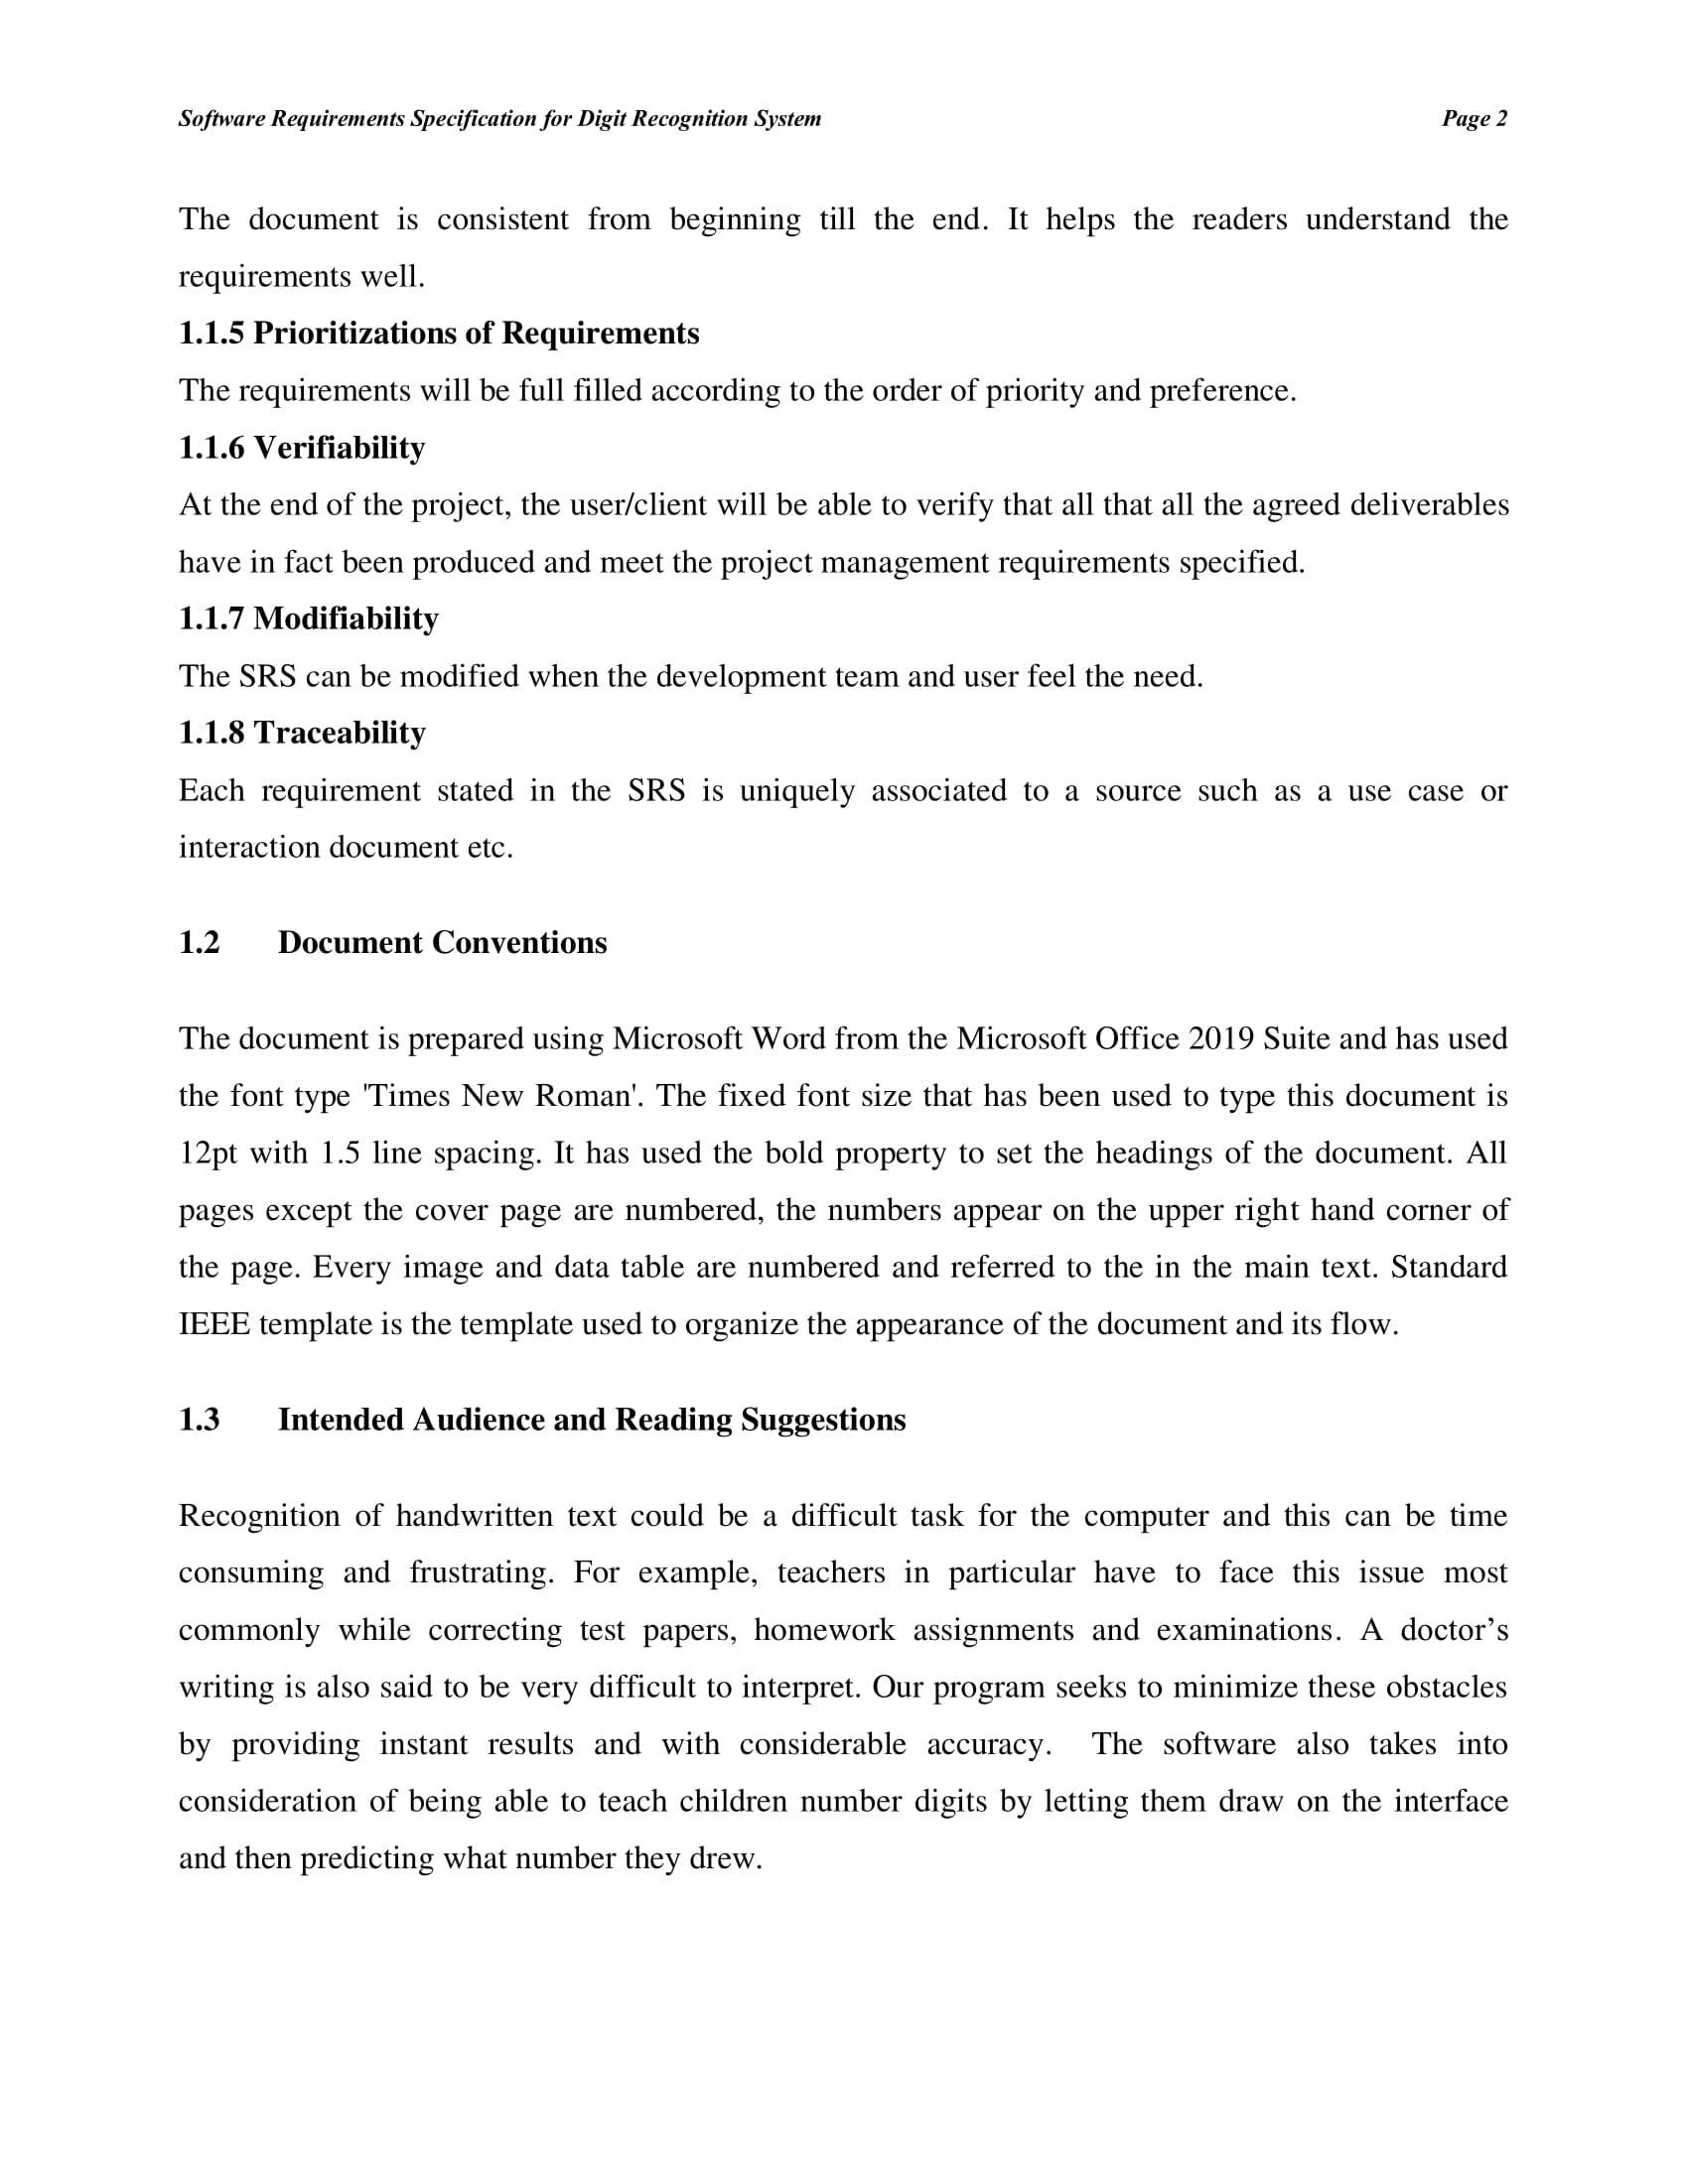 Software Requirements Specification for Digit Recognition System Page 2
The document is consistent from beginning till the end. It helps the readers understand the
requirements well.
1.1.5 Prioritizations of Requirements
The requirements will be full filled according to the order of priority and preference.
1.1.6 Verifiability
At the end of the project, the user/client will be able to verify that all that all the agreed deliverables
have in fact been produced and meet the project management requirements specified.
1.1.7 Modifiability
The SRS can be modified when the development team and user feel the need.
1.1.8 Traceability
Each requirement stated in the SRS is uniquely associated to a source such as a use case or
interaction document etc.
1.2 Document Conventions
The document is prepared using Microsoft Word from the Microsoft Office 2019 Suite and has used
the font type 'Times New Roman'. The fixed font size that has been used to type this document is
12pt with 1.5 line spacing. It has used the bold property to set the headings of the document. All
pages except the cover page are numbered, the numbers appear on the upper right hand corner of
the page. Every image and data table are numbered and referred to the in the main text. Standard
IEEE template is the template used to organize the appearance of the document and its flow.
1.3 Intended Audience and Reading Suggestions
Recognition of handwritten text could be a difficult task for the computer and this can be time
consuming and frustrating. For example, teachers in particular have to face this issue most
commonly while correcting test papers, homework assignments and examinations. A doctor’s
writing is also said to be very difficult to interpret. Our program seeks to minimize these obstacles
by providing instant results and with considerable accuracy. The software also takes into
consideration of being able to teach children number digits by letting them draw on the interface
and then predicting what number they drew.